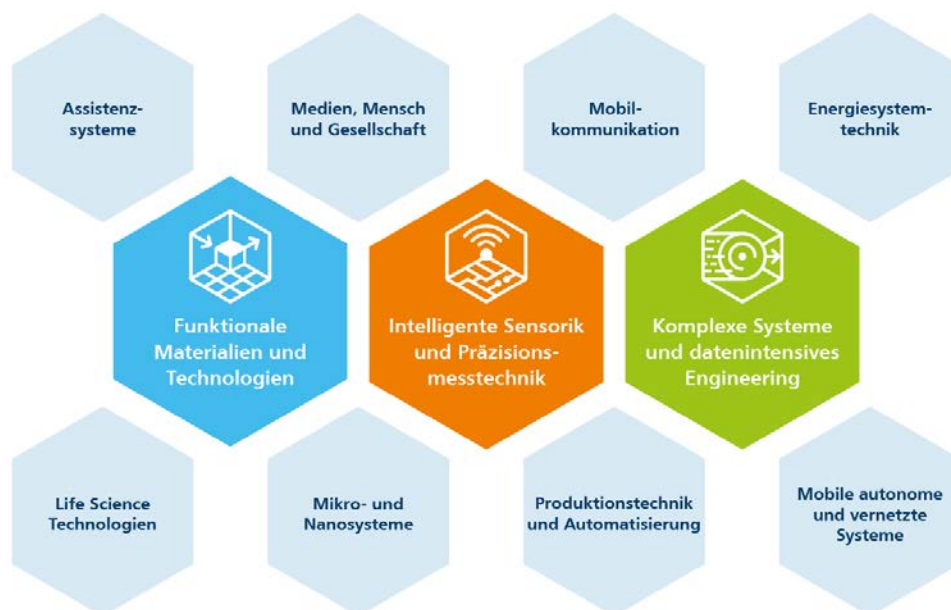 Assistenz-
systeme
Medien, Mensch
und Gesellschaft
Mobil-
kommunikation
Energiesystem-
technik
Funktionale
Materialien und
Technologien
Intelligente Sensorik
und Präzisions-
messtechnik
Komplexe Systeme
und datenintensives
Engineering
Life Science
Technologien
Mikro- und
Nanosysteme
Produktionstechnik
und Automatisierung
Mobile autonome
und vernetzte
Systeme